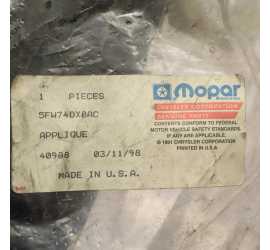 Mopar
CHRYSLER CORPORATION
GENUINE PARTS
CONTENTS CONFORM TO FEDERAL
MOTOR VEHICLE SAFETY STANDARDS.
IF ANY ARE APPLICABLE
© 1991 CHRYSLER CORPORATION
PRINTED IN U.S.A.
1 PIECES
5FW74DX8AC
APPLIQUE
40988 03/11/98
MADE IN U.S.A.